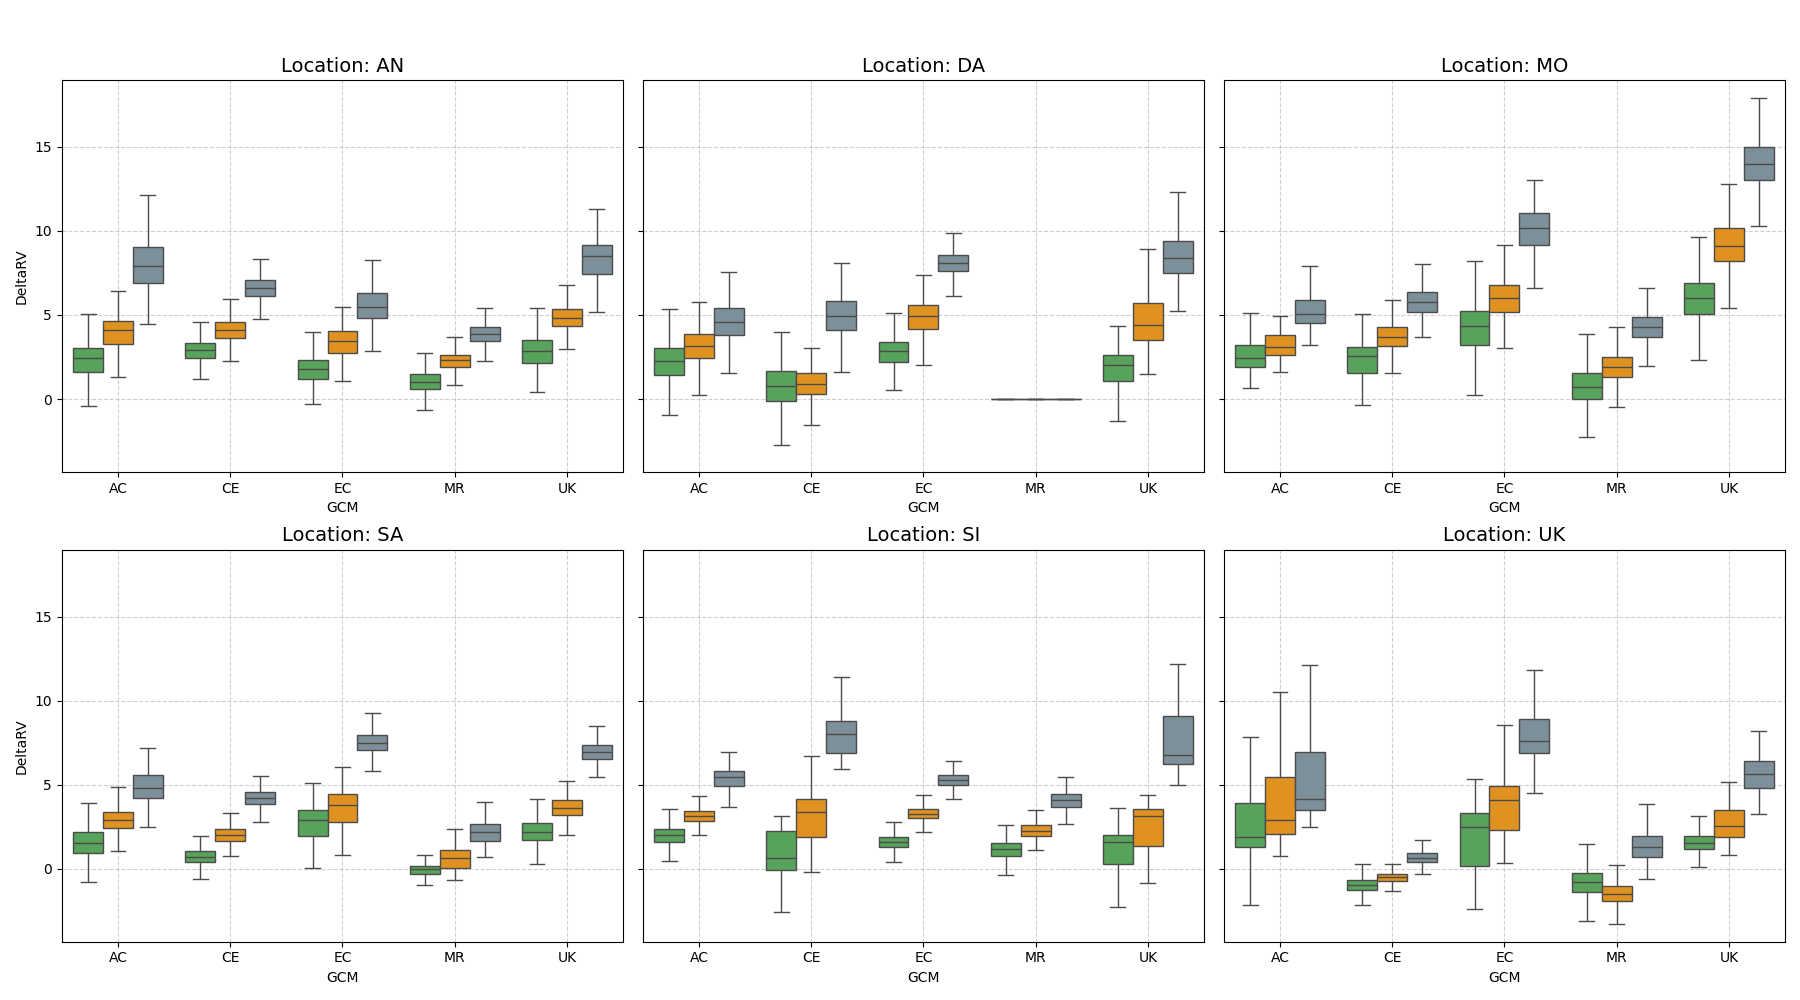 Location: AN
Location: DA
Location: MO
DeltaRV
15
10
5
0
AC CE EC MR UK
GCM
AC CE EC MR UK
GCM
AC CE EC MR UK
GCM
Location: SA
Location: SI
Location: UK
DeltaRV
15
10
5
0
AC CE EC MR UK
GCM
AC CE EC MR UK
GCM
AC CE EC MR UK
GCM